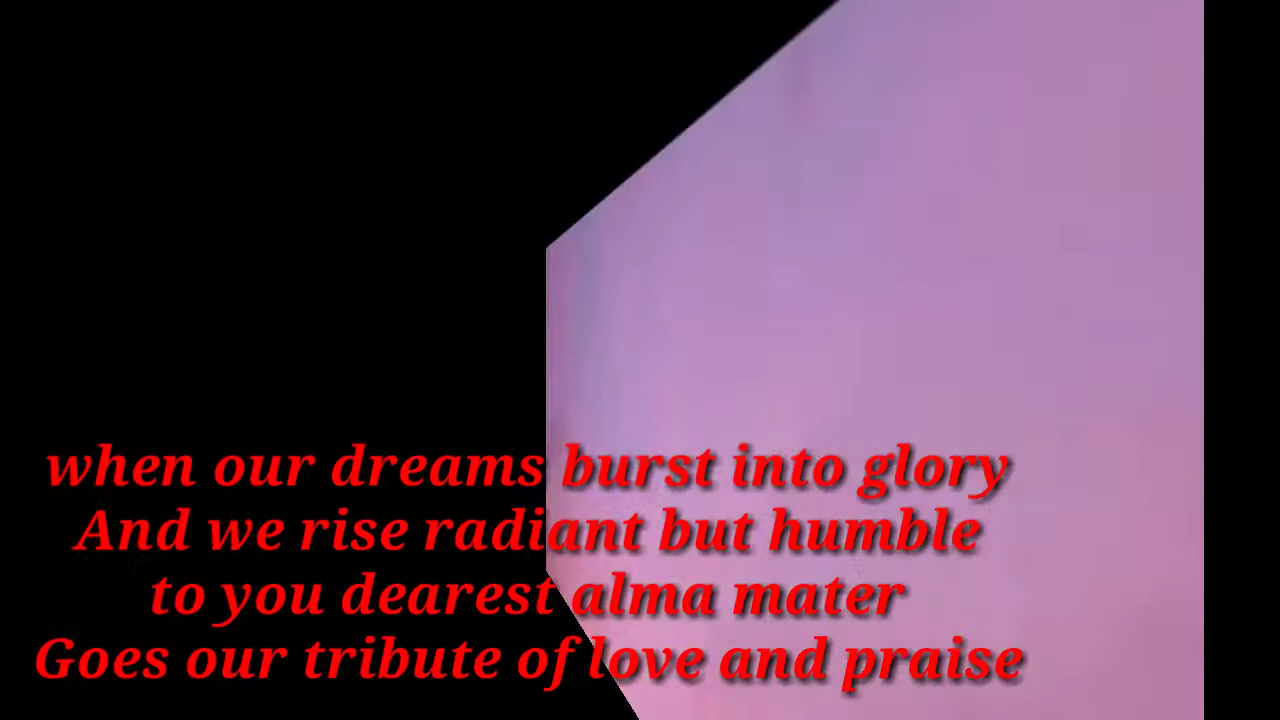 when our dreams burst into glory
And we rise radiant but humble
to you dearest alma mater
Goes our tribute of love and praise